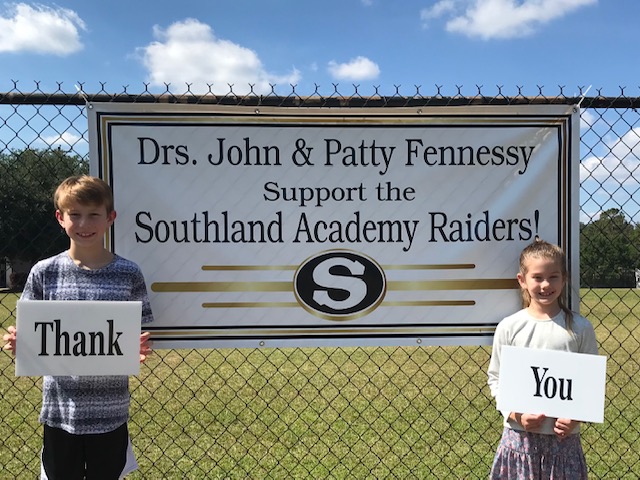 Drs. John & Patty Fennessy
Support the
Southland Academy Raiders!
S
Thank
You